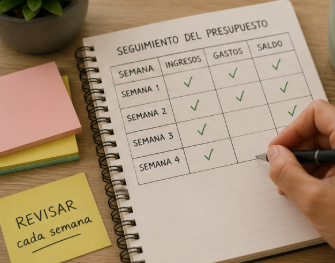 SEGUIMIENTO DEL PRESUPUESTO
SEMANA INGRESOS GASTOS SALDO
SEMANA 1 ✓ ✓ ✓
SEMANA 2 ✓ ✓ ✓
SEMANA 3 ✓
SEMANA 4 ✓
REVISAR
cada semana